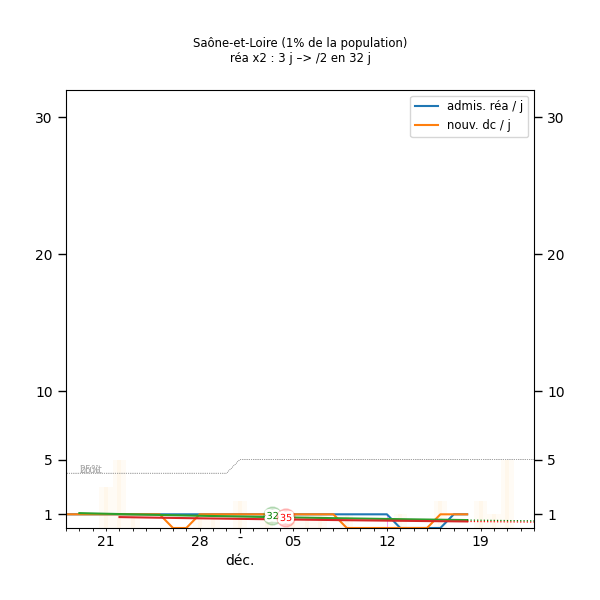 Saône-et-Loire (1% de la population)
réa x2 : 3 j –> /2 en 32 j
admis. réa / j
nouv. dc / j
30 30
20 20
10 10
5 5
32 35
1 1
21 28 - 05 12 19
déc.